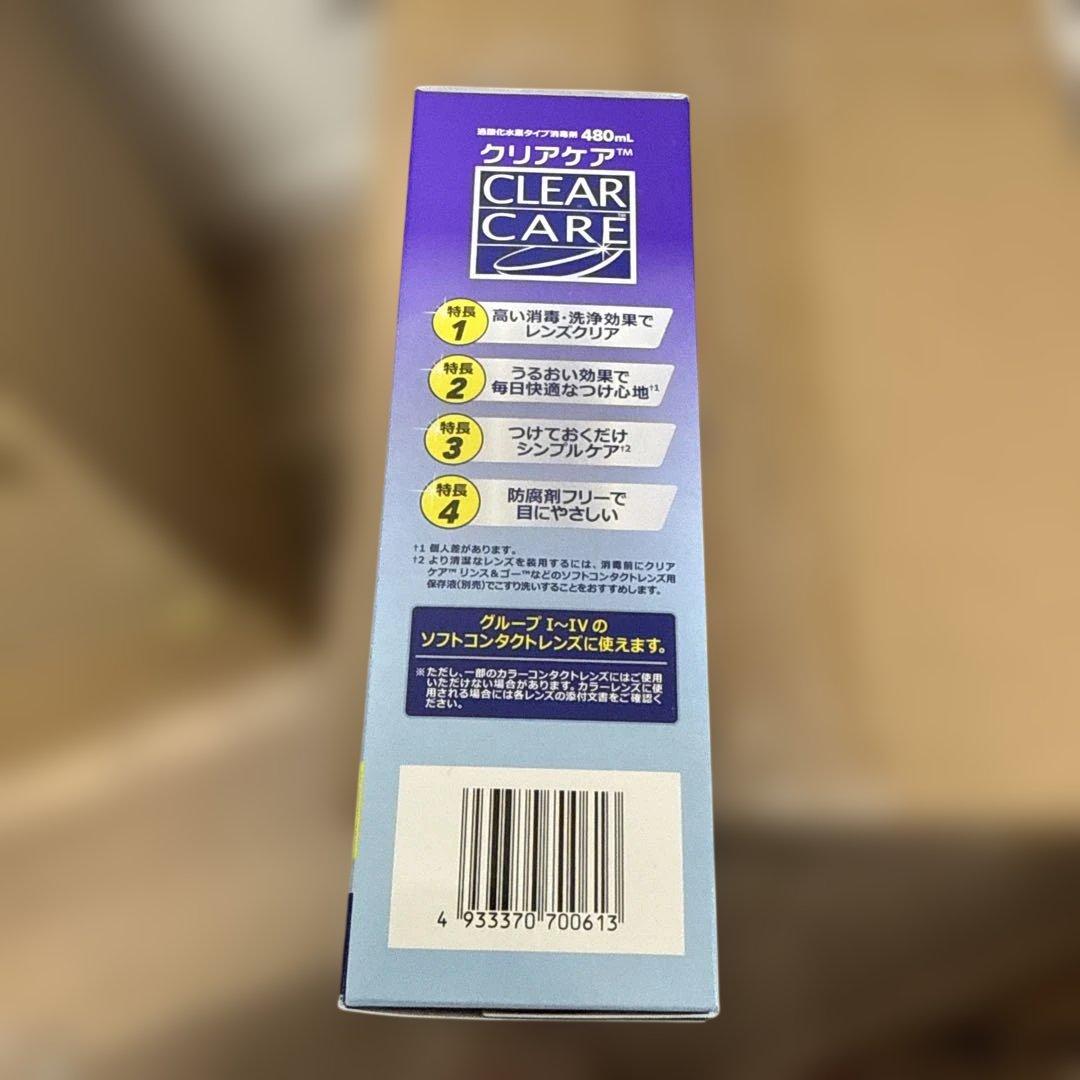 過酸化水素タイプ消毒剤 480mL
クリアケア™
CLEAR
CARE™
特長1
高い消毒・洗浄効果で
レンズクリア
特長2
うるおい効果で
毎日快適なつけ心地†1
特長3
つけておくだけ
シンプルケア†2
特長4
防腐剤フリーで
目にやさしい
†1 個人差があります。
†2 より清潔なレンズを装用するには、消毒前にクリア
ケア™ リンス&ゴー™などのソフトコンタクトレンズ用
保存液(別売)でこすり洗いすることをおすすめします。
グループ I〜IV の
ソフトコンタクトレンズに使えます。
※ただし、一部のカラーコンタクトレンズにはご使用
いただけない場合があります。カラーレンズに使
用される場合には各レンズの添付文書をご確認く
ださい。
4 933370 700613